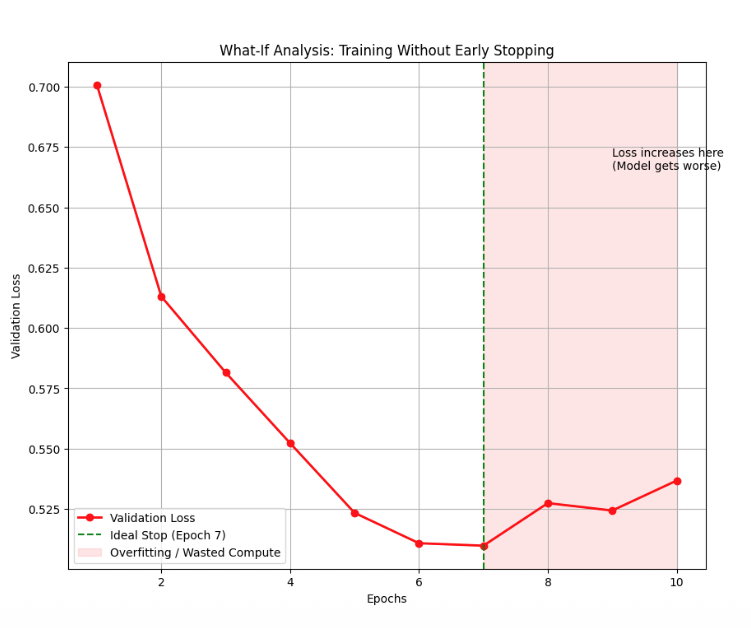 What-If Analysis: Training Without Early Stopping
0.700
0.675
0.650
0.625
0.600
0.575
0.550
0.525
Validation Loss
Loss increases here
(Model gets worse)
Validation Loss
Ideal Stop (Epoch 7)
Overfitting / Wasted Compute
2
4
6
8
10
Epochs